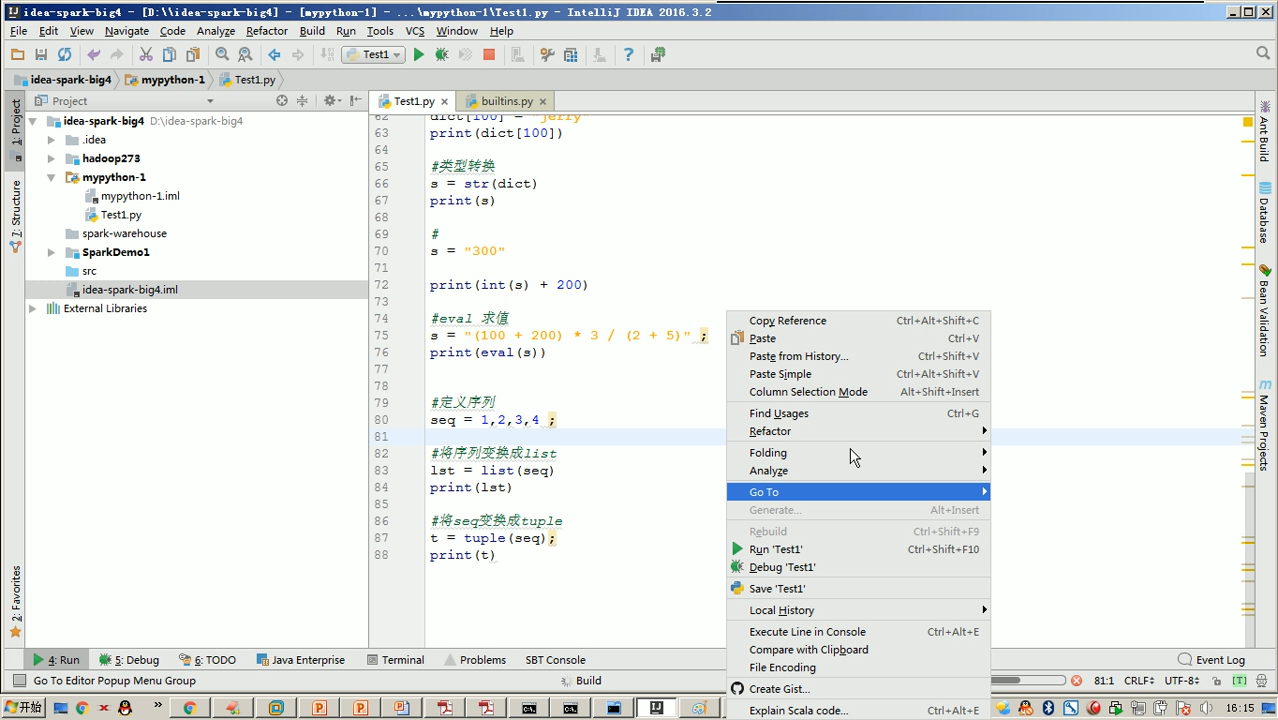 idea-spark-big4 - [D:\\idea-spark-big4] - [mypython-1] - ...\mypython-1\Test1.py - IntelliJ IDEA 2016.3.2
File Edit View Navigate Code Analyze Refactor Build Run Tools VCS Window Help
Test1
idea-spark-big4 mypython-1 Test1.py
Project
Test1.py
builtins.py
1: Project
7: Structure
2: Favorites
idea-spark-big4 D:\idea-spark-big4
.idea
hadoop273
mypython-1
mypython-1.iml
Test1.py
spark-warehouse
SparkDemo1
src
idea-spark-big4.iml
External Libraries
62 dict[100] = "jerry"
63 print(dict[100])
64
65 #类型转换
66 s = str(dict)
67 print(s)
68
69 #
70 s = "300"
71
72 print(int(s) + 200)
73
74 #eval 求值
75 s = "(100 + 200) * 3 / (2 + 5)" ;
76 print(eval(s))
77
78
79 #定义序列
80 seq = 1,2,3,4 ;
81
82 #将序列变换成list
83 lst = list(seq)
84 print(lst)
85
86 #将seq变换成tuple
87 t = tuple(seq);
88 print(t)
Copy Reference Ctrl+Alt+Shift+C
Paste Ctrl+V
Paste from History... Ctrl+Shift+V
Paste Simple Ctrl+Alt+Shift+V
Column Selection Mode Alt+Shift+Insert
Find Usages Ctrl+G
Refactor
Folding
Analyze
Go To
Generate... Alt+Insert
Rebuild Ctrl+Shift+F9
Run 'Test1' Ctrl+Shift+F10
Debug 'Test1'
Save 'Test1'
Local History
Execute Line in Console Ctrl+Alt+E
Compare with Clipboard
File Encoding
Create Gist...
Explain Scala code... Ctrl+Alt+E
Ant Build
Database
Bean Validation
Maven Projects
4: Run 5: Debug 6: TODO Java Enterprise Terminal Problems SBT Console Event Log
Go To Editor Popup Menu Group Build 81:1 CRLF UTF-8 [T]
开始 16:15